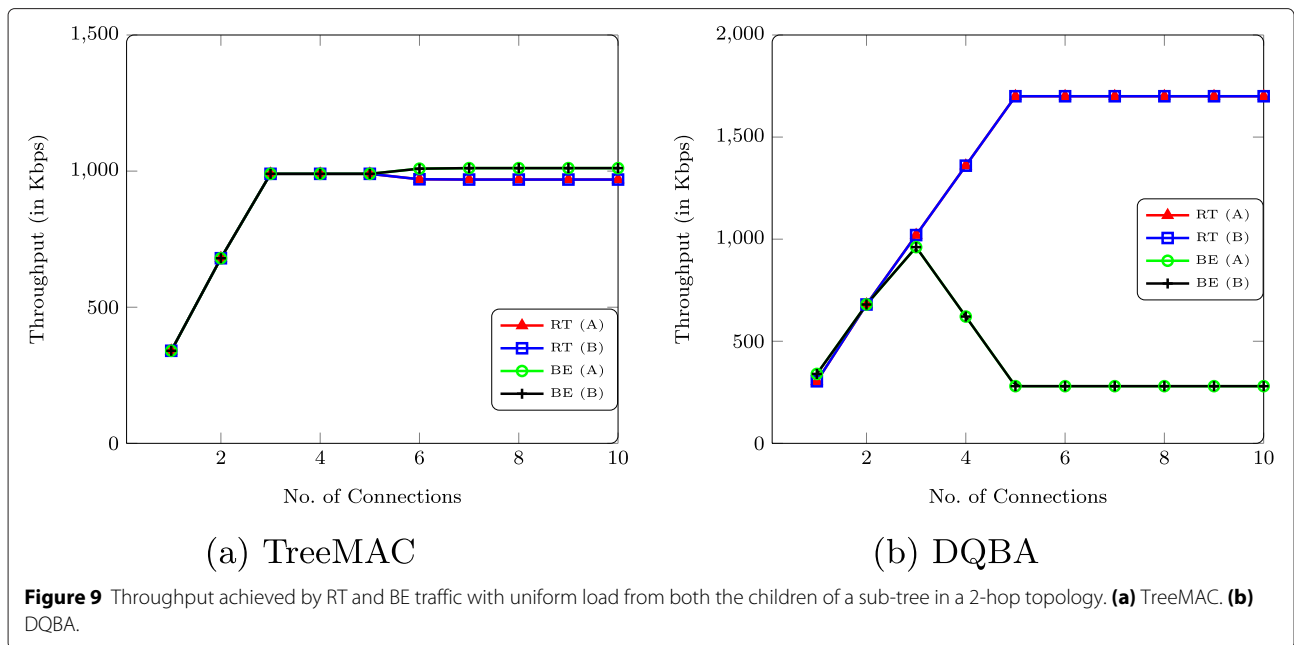 1,500
1,000
500
0
2
4
6
8
10
Throughput (in Kbps)
No. of Connections
RT (A)
RT (B)
BE (A)
BE (B)
(a) TreeMAC
2,000
1,500
1,000
500
0
2
4
6
8
10
Throughput (in Kbps)
No. of Connections
RT (A)
RT (B)
BE (A)
BE (B)
(b) DQBA
Figure 9 Throughput achieved by RT and BE traffic with uniform load from both the children of a sub-tree in a 2-hop topology. (a) TreeMAC. (b)
DQBA.